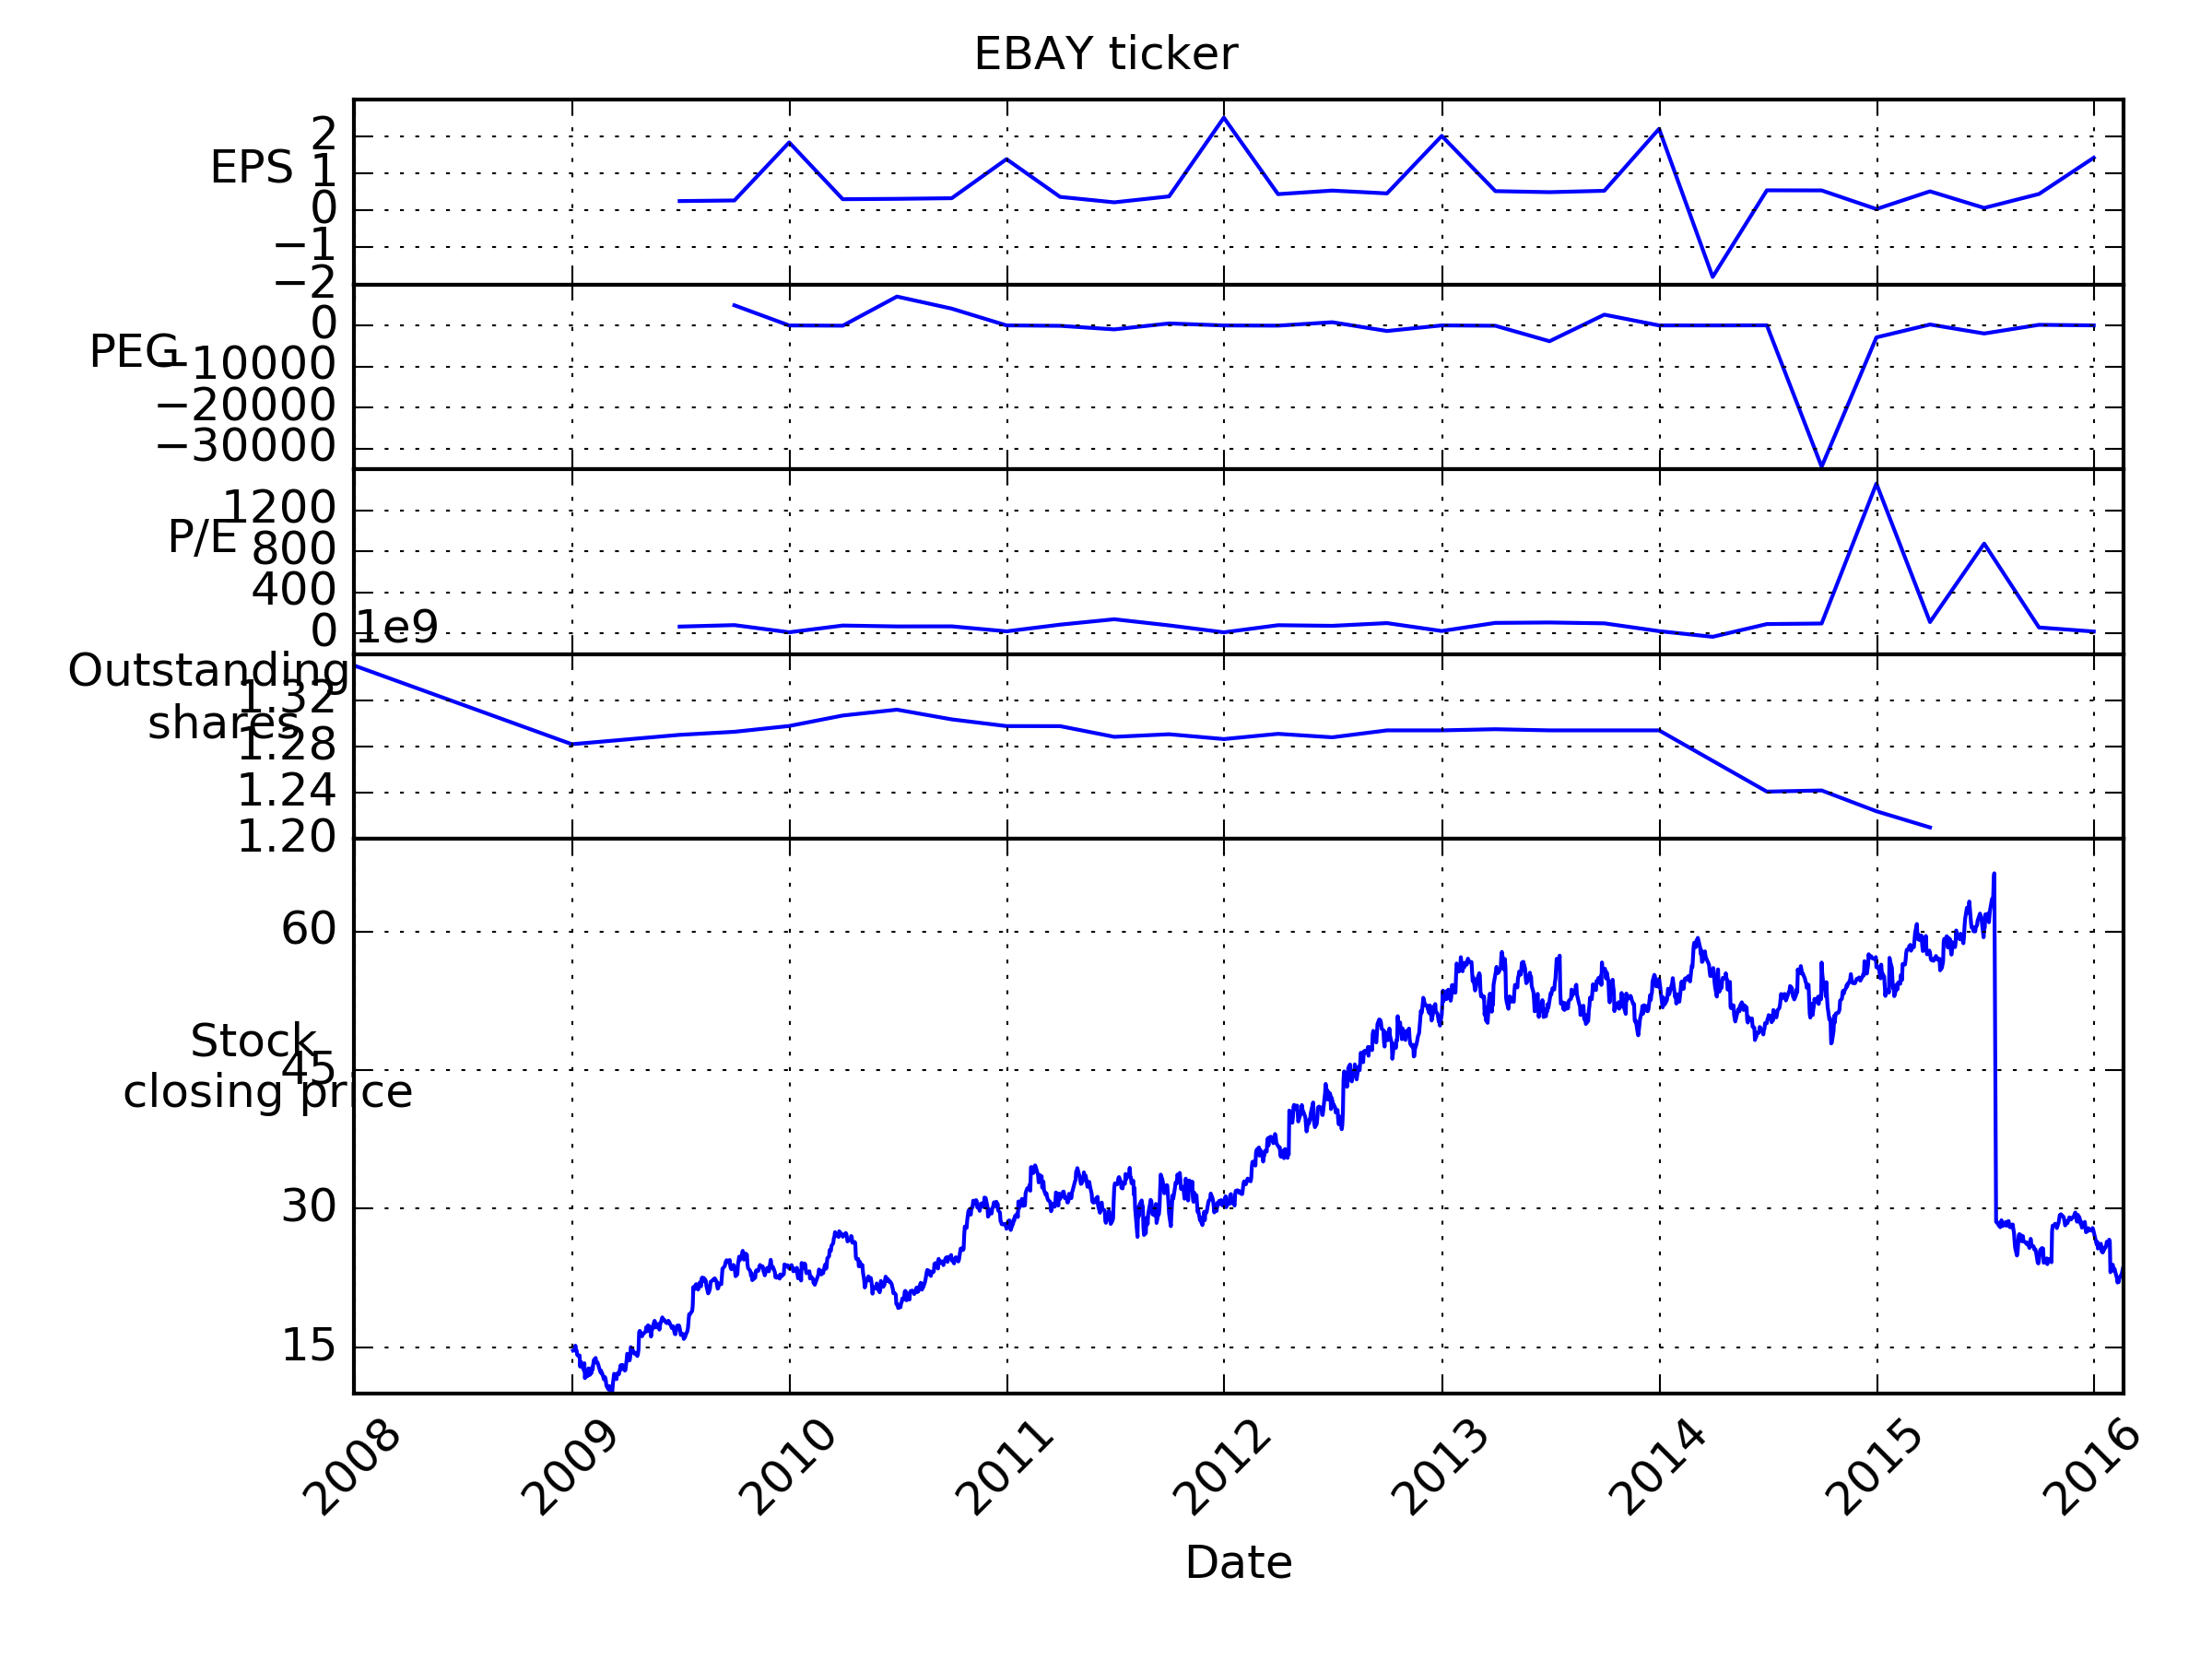 EBAY ticker
2
EPS 1
0
−1
−2
0
PEG −10000
−20000
−30000
1200
P/E
800
400
0
1e9
Outstanding
1.32
shares
1.28
1.24
1.20
60
Stock
45
closing price
30
15
2008 2009 2010 2011 2012 2013 2014 2015 2016
Date